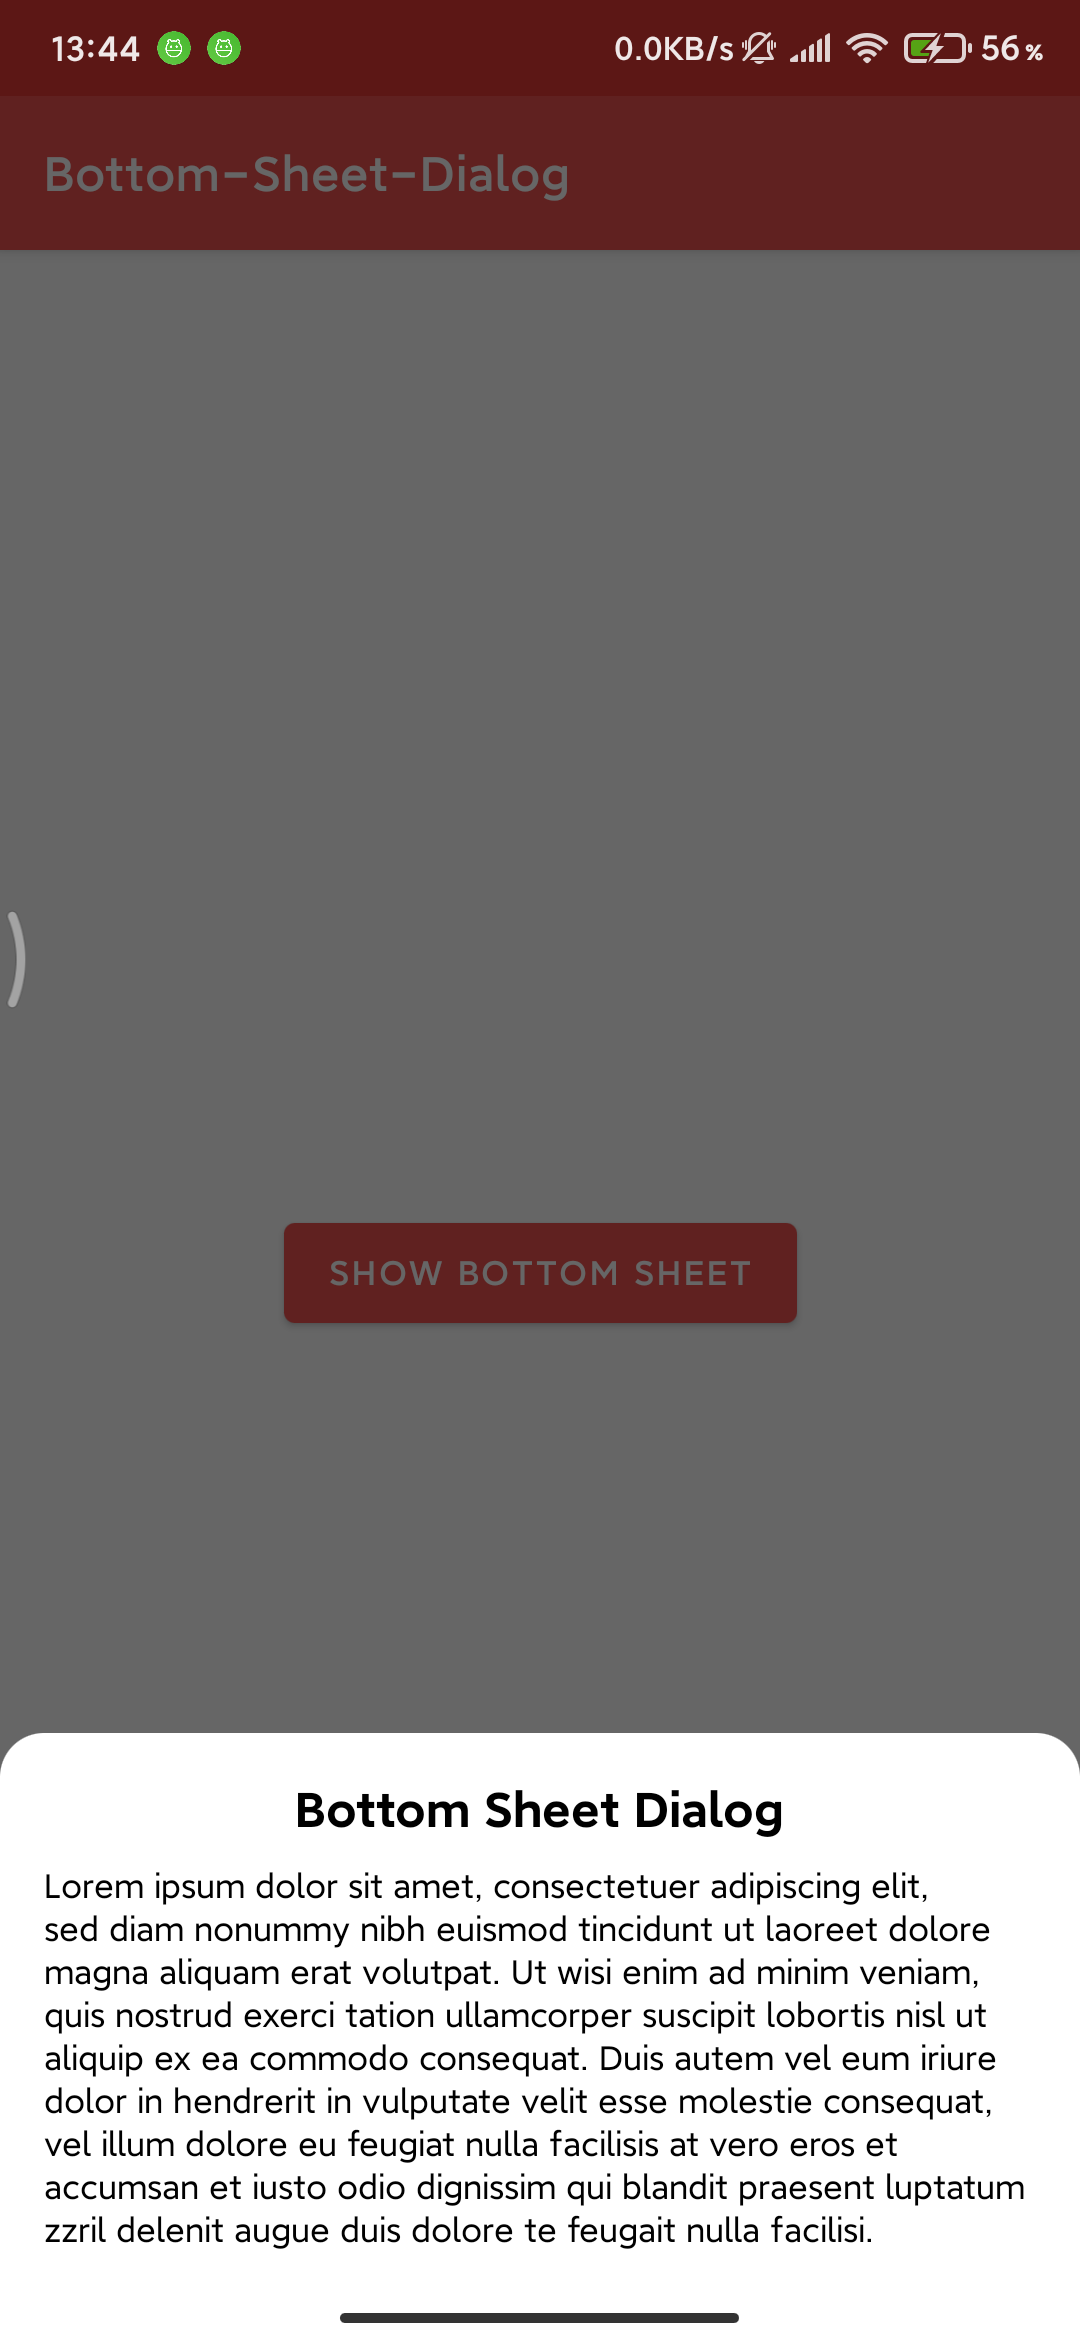 13:44 0.0KB/s 56%
Bottom-Sheet-Dialog
SHOW BOTTOM SHEET
Bottom Sheet Dialog
Lorem ipsum dolor sit amet, consectetuer adipiscing elit,
sed diam nonummy nibh euismod tincidunt ut laoreet dolore
magna aliquam erat volutpat. Ut wisi enim ad minim veniam,
quis nostrud exerci tation ullamcorper suscipit lobortis nisl ut
aliquip ex ea commodo consequat. Duis autem vel eum iriure
dolor in hendrerit in vulputate velit esse molestie consequat,
vel illum dolore eu feugiat nulla facilisis at vero eros et
accumsan et iusto odio dignissim qui blandit praesent luptatum
zzril delenit augue duis dolore te feugait nulla facilisi.